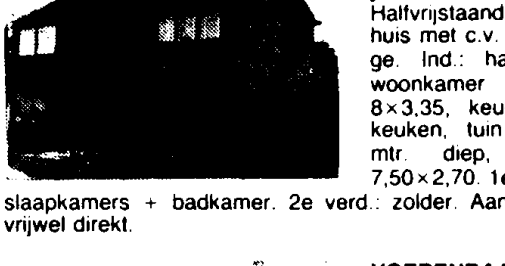 Halfvrijstaand
huis met c.v.
ge. Ind.: ha
woonkamer
8×3,35, keu
keuken, tuin
mtr. diep,
7,50×2,70. 1e
slaapkamers + badkamer. 2e verd.: zolder. Aan
vrijwel direkt.